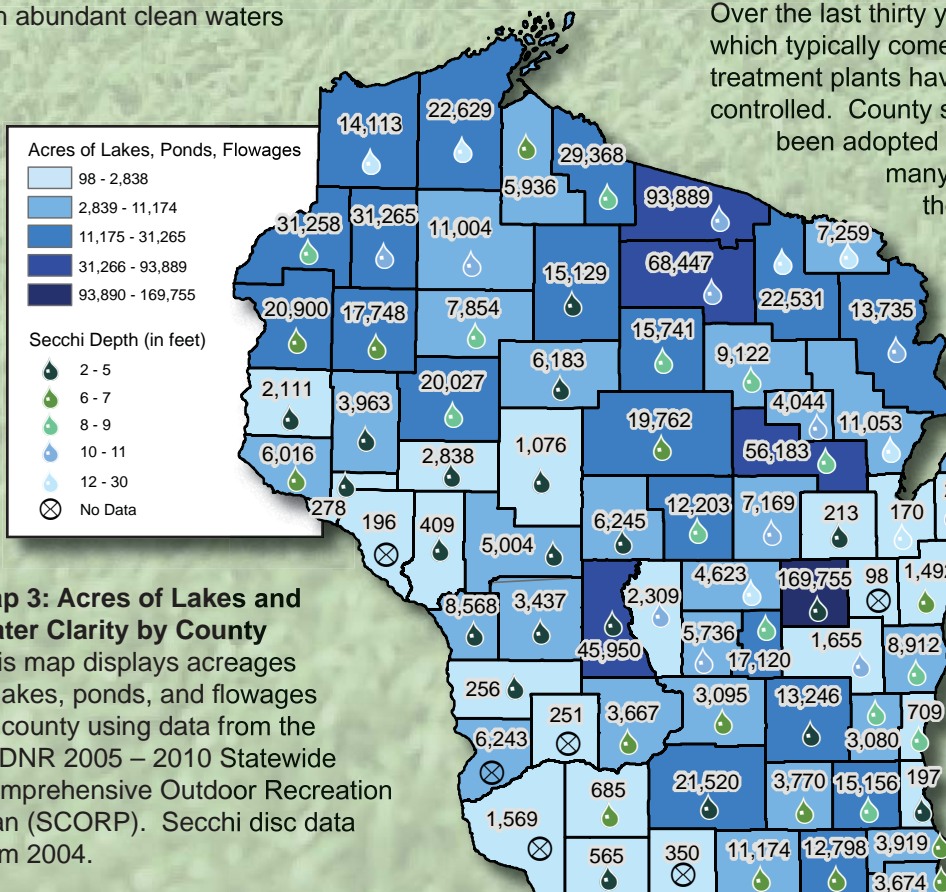 n abundant clean waters
Over the last thirty y
which typically come
treatment plants hav
controlled. County s
been adopted
many
the
Acres of Lakes, Ponds, Flowages
98 - 2,838
2,839 - 11,174
11,175 - 31,265
31,266 - 93,889
93,890 - 169,755
Secchi Depth (in feet)
2 - 5
6 - 7
8 - 9
10 - 11
12 - 30
No Data
14,113
22,629
5,936
29,368
93,889
31,258
31,265
11,004
7,259
15,129
68,447
22,531
13,735
20,900
17,748
7,854
15,741
9,122
6,183
2,111
3,963
20,027
4,044
11,053
19,762
1,076
56,183
6,016
2,838
278
196
409
5,004
6,245
12,203
7,169
213
170
8,568
3,437
45,950
2,309
4,623
169,755
98
1,492
5,736
17,120
1,655
8,912
256
251
3,667
3,095
13,246
3,080
709
6,243
21,520
3,770
15,156
197
1,569
685
565
350
11,174
12,798
3,919
3,674
ap 3: Acres of Lakes and
ater Clarity by County
is map displays acreages
akes, ponds, and flowages
county using data from the
DNR 2005 – 2010 Statewide
mprehensive Outdoor Recreation
an (SCORP). Secchi disc data
m 2004.